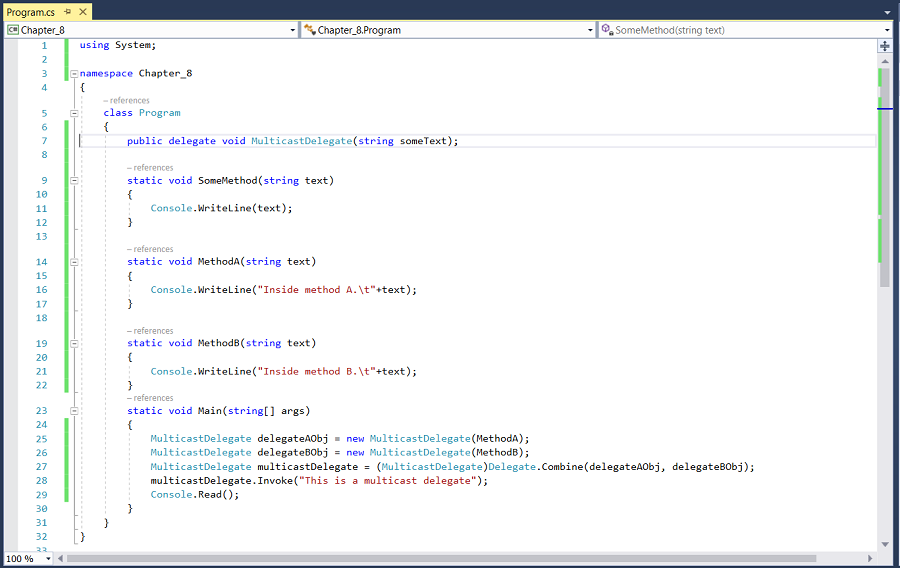 Program.cs
Chapter_8 Chapter_8.Program SomeMethod(string text)
1 using System;
2
3 namespace Chapter_8
4 {
– references
5 class Program
6 {
7 public delegate void MulticastDelegate(string someText);
8
– references
9 static void SomeMethod(string text)
10 {
11 Console.WriteLine(text);
12 }
13
– references
14 static void MethodA(string text)
15 {
16 Console.WriteLine("Inside method A.\t"+text);
17 }
18
– references
19 static void MethodB(string text)
20 {
21 Console.WriteLine("Inside method B.\t"+text);
22 }
– references
23 static void Main(string[] args)
24 {
25 MulticastDelegate delegateAObj = new MulticastDelegate(MethodA);
26 MulticastDelegate delegateBObj = new MulticastDelegate(MethodB);
27 MulticastDelegate multicastDelegate = (MulticastDelegate)Delegate.Combine(delegateAObj, delegateBObj);
28 multicastDelegate.Invoke("This is a multicast delegate");
29 Console.Read();
30 }
31 }
32 }
33
100 %